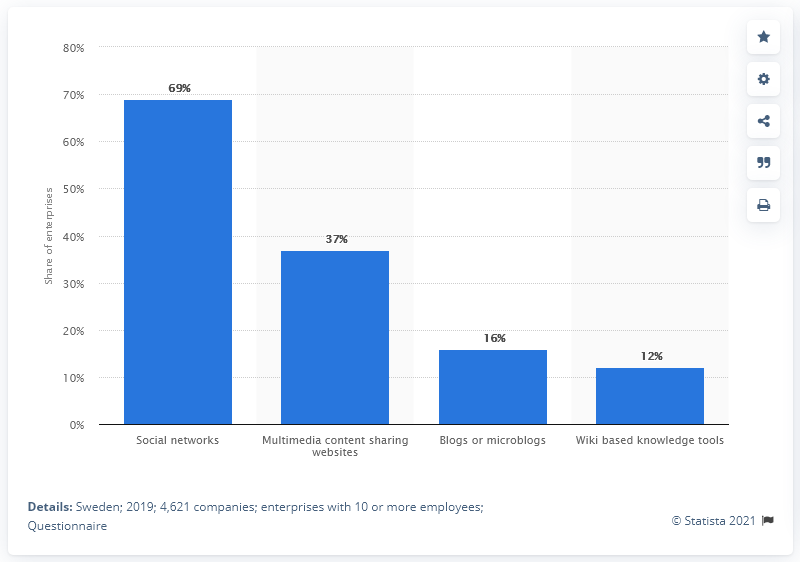 80%
69%
70%
60%
50%
Share of enterprises
40%
37%
30%
20%
16%
12%
10%
0%
Social networks
Multimedia content sharing
websites
Blogs or microblogs
Wiki based knowledge tools
Details: Sweden; 2019; 4,621 companies; enterprises with 10 or more employees;
Questionnaire
© Statista 2021